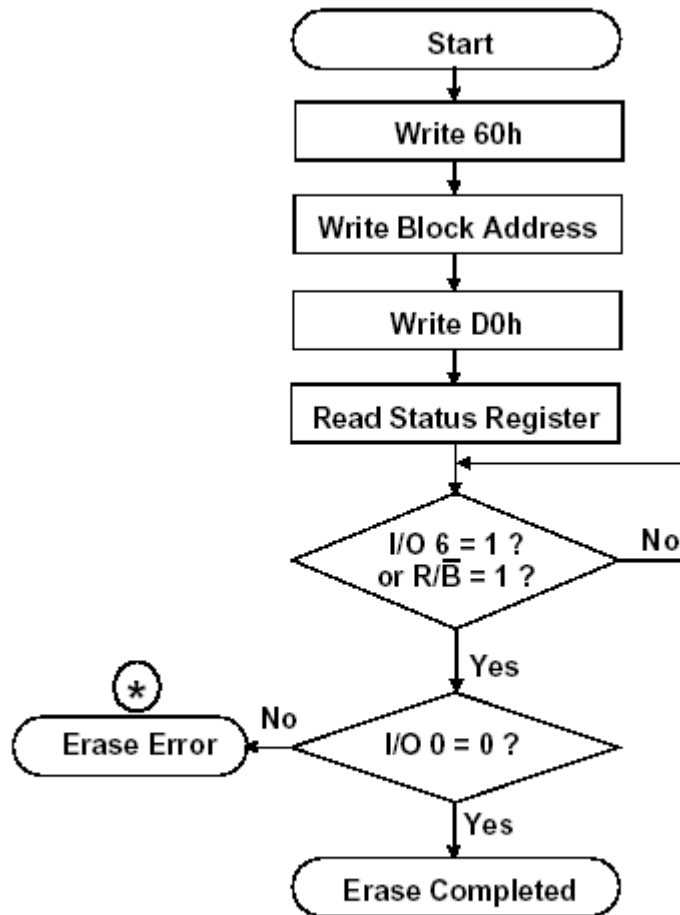 Start
Write 60h
Write Block Address
Write D0h
Read Status Register
I/O 6 = 1 ?
or R/B̅ = 1 ?
No
Yes
*
No
Erase Error
I/O 0 = 0 ?
Yes
Erase Completed